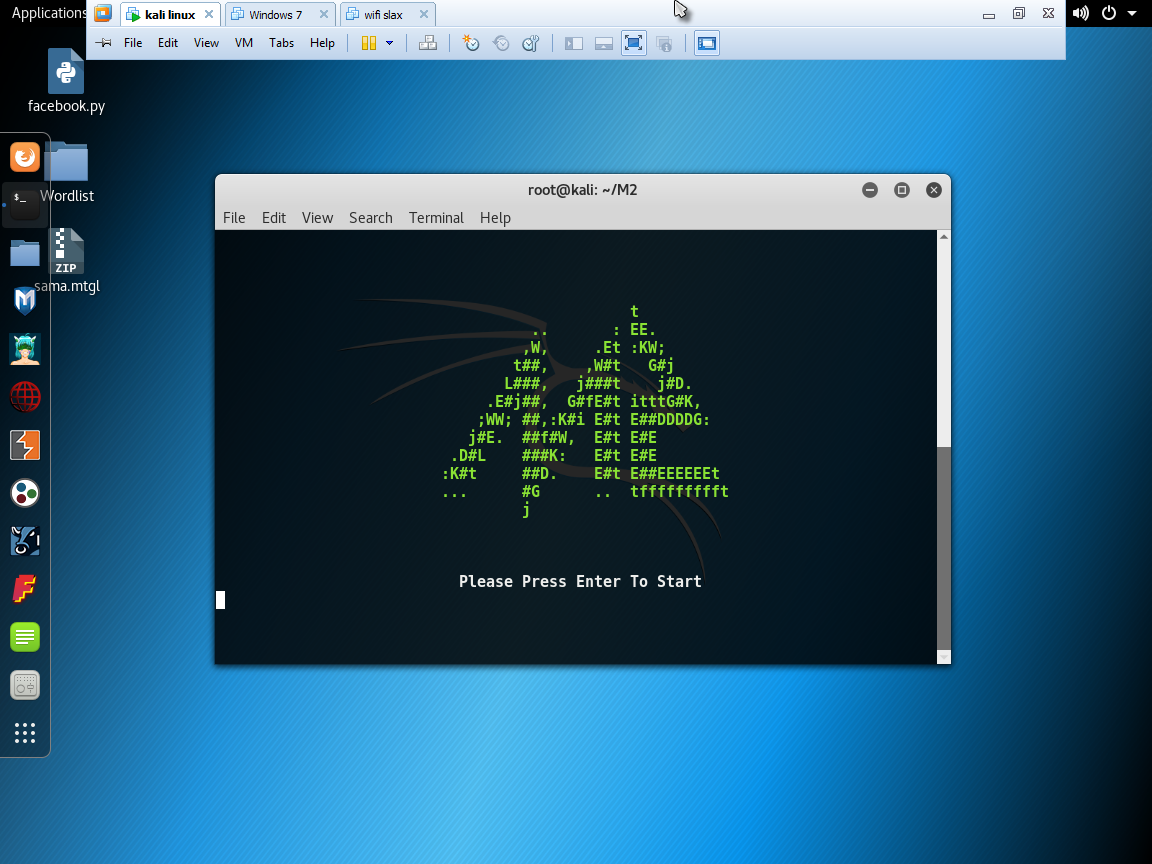 Applications
kali linux
Windows 7
wifi slax
File Edit View VM Tabs Help
facebook.py
Wordlist
ZIP
sama.mtgl
root@kali: ~/M2
File Edit View Search Terminal Help
                     t
          ..       : EE.
         ,W,     .Et :KW;
        t##,    ,W#t   G#j
       L###,   j###t    j#D.
     .E#j##,  G#fE#t itttG#K,
    ;WW; ##,:K#i E#t E##DDDDG:
   j#E.  ##f#W,  E#t E#E
 .D#L    ###K:   E#t E#E
:K#t     ##D.    E#t E##EEEEEEt
...      #G      ..  tffffffffft
         j
Please Press Enter To Start